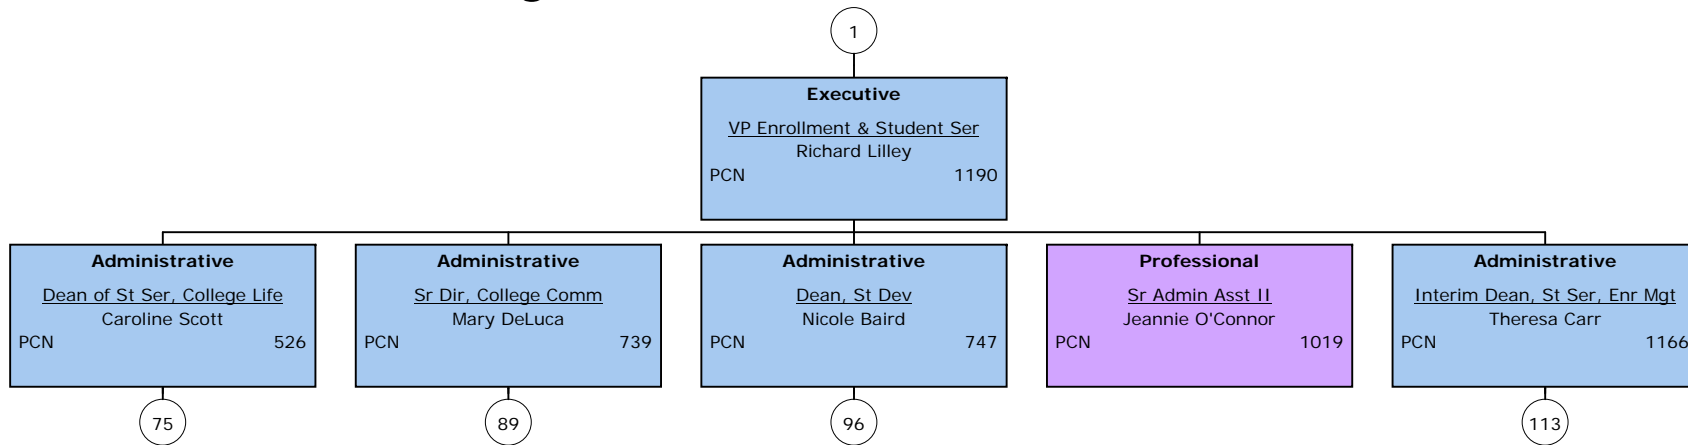 1
Executive
VP Enrollment & Student Ser
Richard Lilley
PCN 1190
Administrative
Dean of St Ser, College Life
Caroline Scott
PCN 526
75
Administrative
Sr Dir, College Comm
Mary DeLuca
PCN 739
89
Administrative
Dean, St Dev
Nicole Baird
PCN 747
96
Professional
Sr Admin Asst II
Jeannie O'Connor
PCN 1019
Administrative
Interim Dean, St Ser, Enr Mgt
Theresa Carr
PCN 1166
113